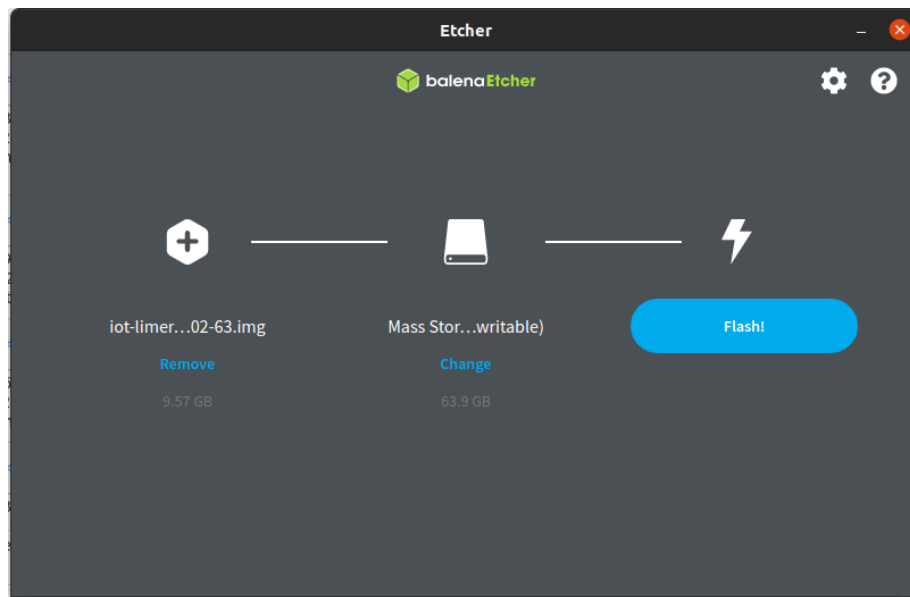 Etcher
balenaEtcher
iot-limer...02-63.img
Mass Stor...writable)
Flash!
Remove
Change
9.57 GB
63.9 GB